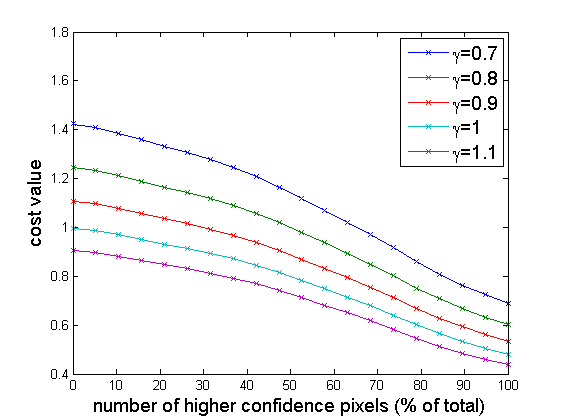 1.8
1.6
1.4
1.2
1
0.8
0.6
0.4
cost value
γ=0.7
γ=0.8
γ=0.9
γ=1
γ=1.1
0 10 20 30 40 50 60 70 80 90 100
number of higher confidence pixels (% of total)